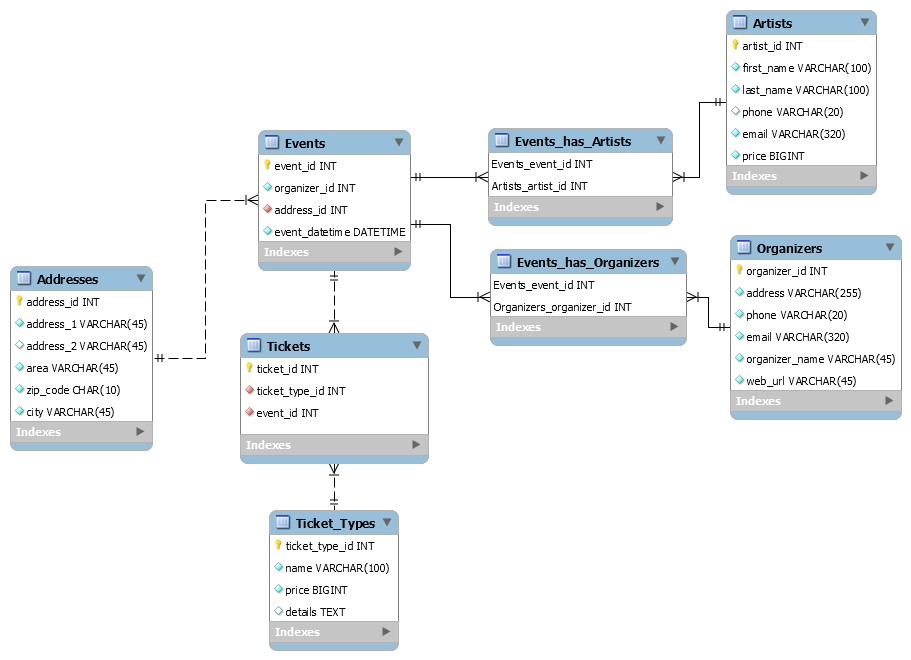 Artists
artist_id INT
first_name VARCHAR(100)
last_name VARCHAR(100)
phone VARCHAR(20)
email VARCHAR(320)
price BIGINT
Indexes
Events
event_id INT
organizer_id INT
address_id INT
event_datetime DATETIME
Indexes
Events_has_Artists
Events_event_id INT
Artists_artist_id INT
Indexes
Events_has_Organizers
Events_event_id INT
Organizers_organizer_id INT
Indexes
Organizers
organizer_id INT
address VARCHAR(255)
phone VARCHAR(20)
email VARCHAR(320)
organizer_name VARCHAR(45)
web_url VARCHAR(45)
Indexes
Addresses
address_id INT
address_1 VARCHAR(45)
address_2 VARCHAR(45)
area VARCHAR(45)
zip_code CHAR(10)
city VARCHAR(45)
Indexes
Tickets
ticket_id INT
ticket_type_id INT
event_id INT
Indexes
Ticket_Types
ticket_type_id INT
name VARCHAR(100)
price BIGINT
details TEXT
Indexes